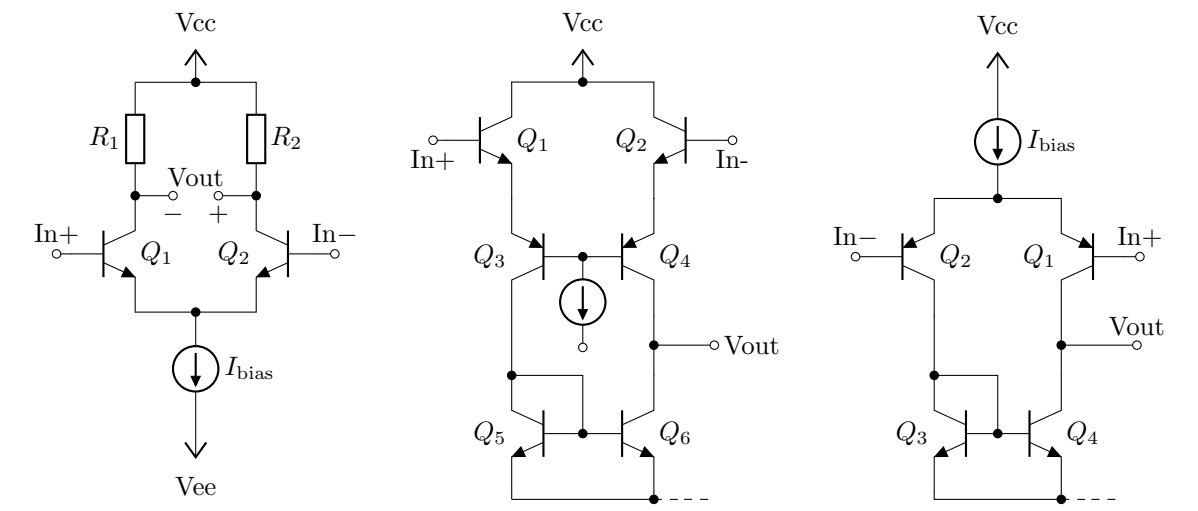 Vcc
R1
R2
Vout
− +
In+
Q1
Q2
In−
Ibias
Vee
Vcc
In+
Q1
Q2
In-
Q3
Q4
Vout
Q5
Q6
Vcc
Ibias
In−
Q2
Q1
In+
Vout
Q3
Q4